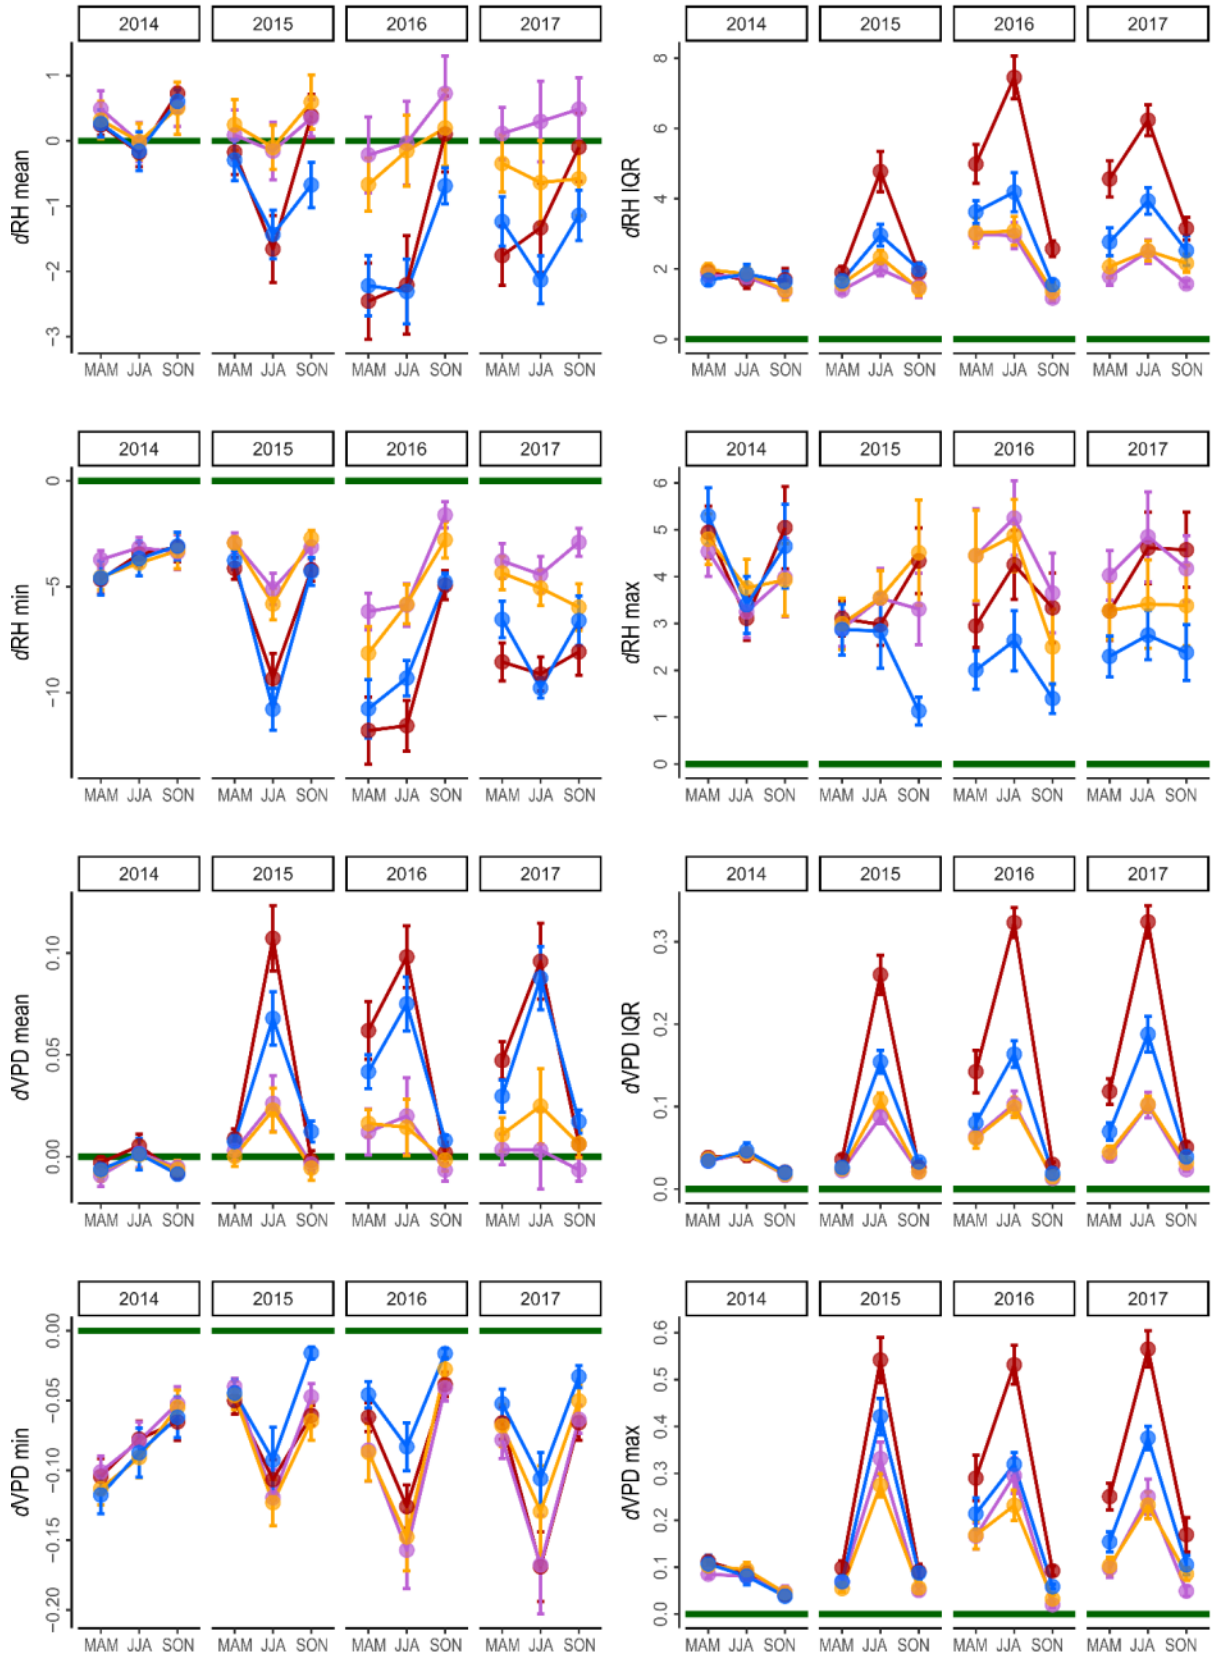 2014 2015 2016 2017
dRH mean
1
0
−1
−2
−3
MAM JJA SON MAM JJA SON MAM JJA SON MAM JJA SON
2014 2015 2016 2017
dRH IQR
8
6
4
2
0
MAM JJA SON MAM JJA SON MAM JJA SON MAM JJA SON
2014 2015 2016 2017
dRH min
0
−5
−10
MAM JJA SON MAM JJA SON MAM JJA SON MAM JJA SON
2014 2015 2016 2017
dRH max
6
5
4
3
2
1
0
MAM JJA SON MAM JJA SON MAM JJA SON MAM JJA SON
2014 2015 2016 2017
dVPD mean
0.10
0.05
0.00
MAM JJA SON MAM JJA SON MAM JJA SON MAM JJA SON
2014 2015 2016 2017
dVPD IQR
0.3
0.2
0.1
0.0
MAM JJA SON MAM JJA SON MAM JJA SON MAM JJA SON
2014 2015 2016 2017
dVPD min
0.00
−0.05
−0.10
−0.15
−0.20
MAM JJA SON MAM JJA SON MAM JJA SON MAM JJA SON
2014 2015 2016 2017
dVPD max
0.6
0.5
0.4
0.3
0.2
0.1
0.0
MAM JJA SON MAM JJA SON MAM JJA SON MAM JJA SON